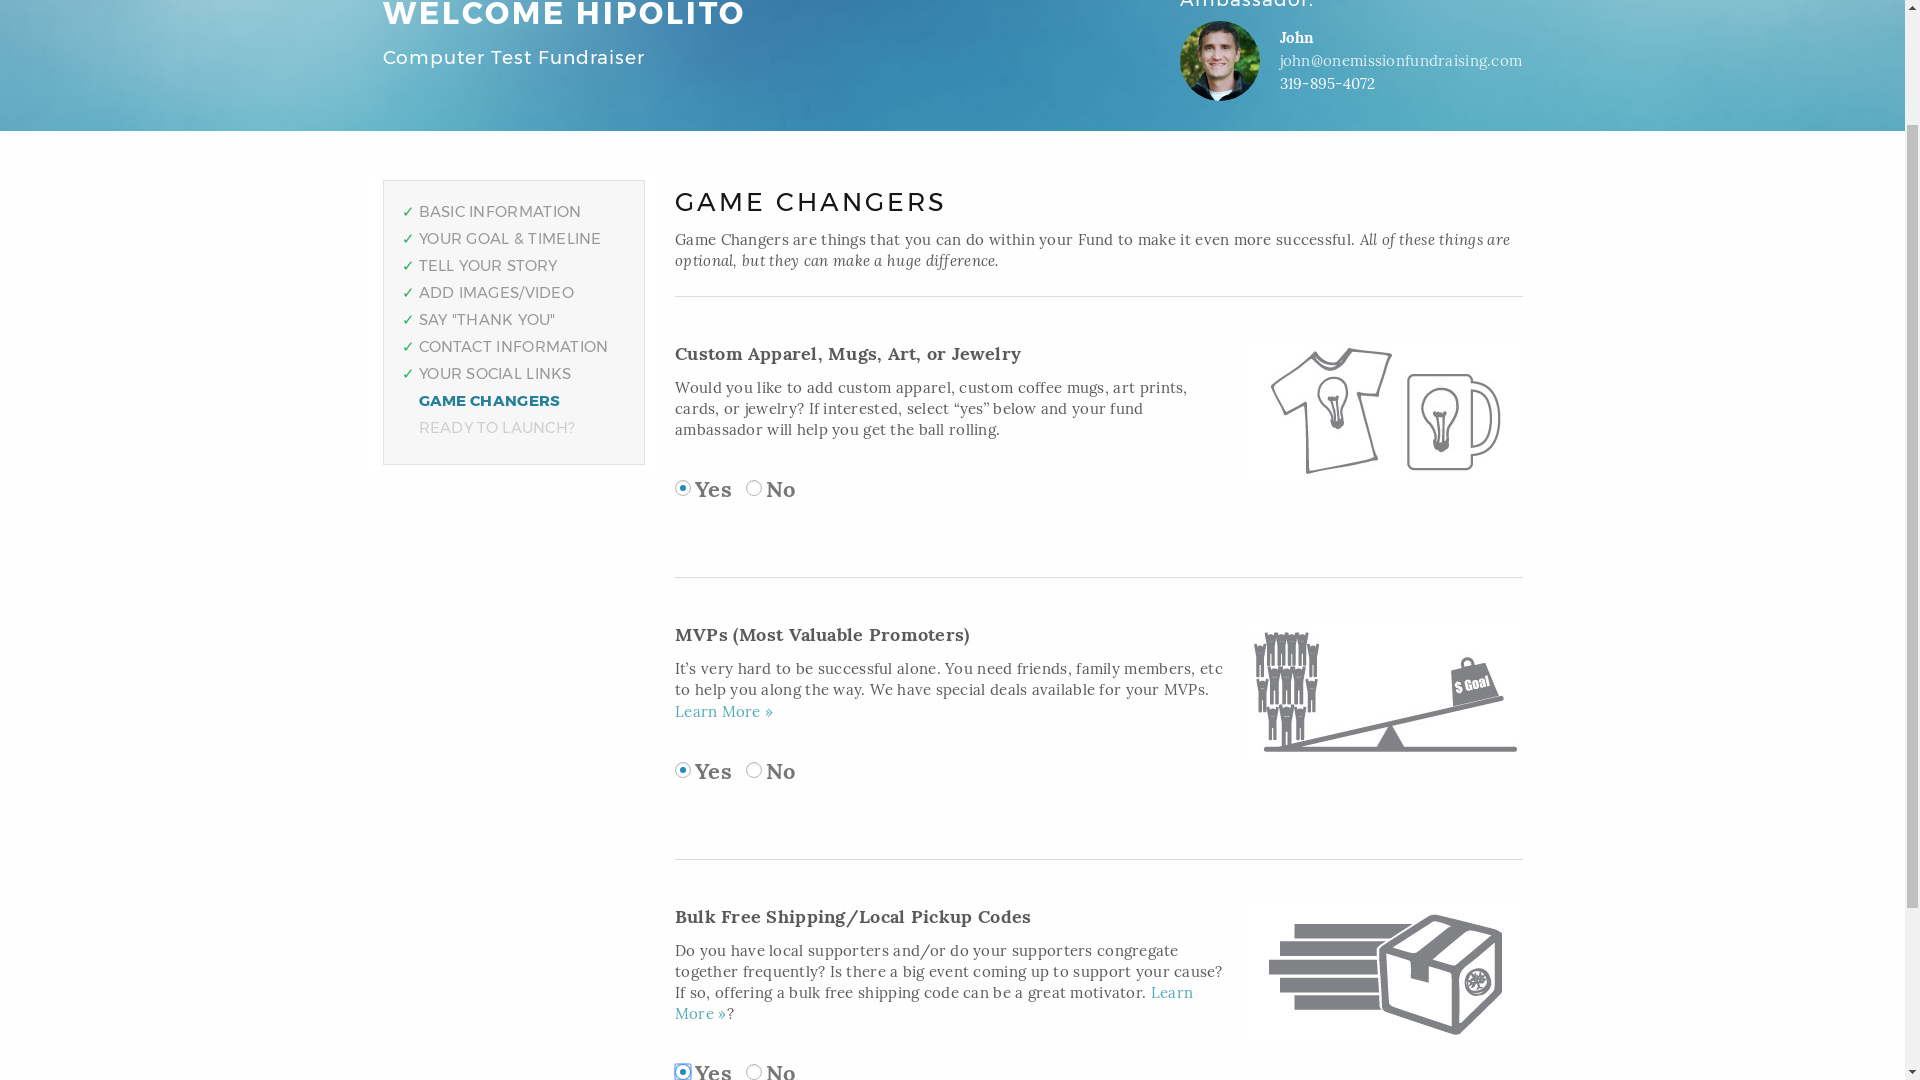 WELCOME HIPOLITO
Computer Test Fundraiser
Ambassador:
John
john@onemissionfundraising.com
319-895-4072
✓ BASIC INFORMATION
✓ YOUR GOAL & TIMELINE
✓ TELL YOUR STORY
✓ ADD IMAGES/VIDEO
✓ SAY "THANK YOU"
✓ CONTACT INFORMATION
✓ YOUR SOCIAL LINKS
GAME CHANGERS
READY TO LAUNCH?
GAME CHANGERS
Game Changers are things that you can do within your Fund to make it even more successful. All of these things are
optional, but they can make a huge difference.
Custom Apparel, Mugs, Art, or Jewelry
Would you like to add custom apparel, custom coffee mugs, art prints,
cards, or jewelry? If interested, select “yes” below and your fund
ambassador will help you get the ball rolling.
Yes No
MVPs (Most Valuable Promoters)
It’s very hard to be successful alone. You need friends, family members, etc
to help you along the way. We have special deals available for your MVPs.
Learn More »
$ Goal
Yes No
Bulk Free Shipping/Local Pickup Codes
Do you have local supporters and/or do your supporters congregate
together frequently? Is there a big event coming up to support your cause?
If so, offering a bulk free shipping code can be a great motivator. Learn
More »?
Yes No